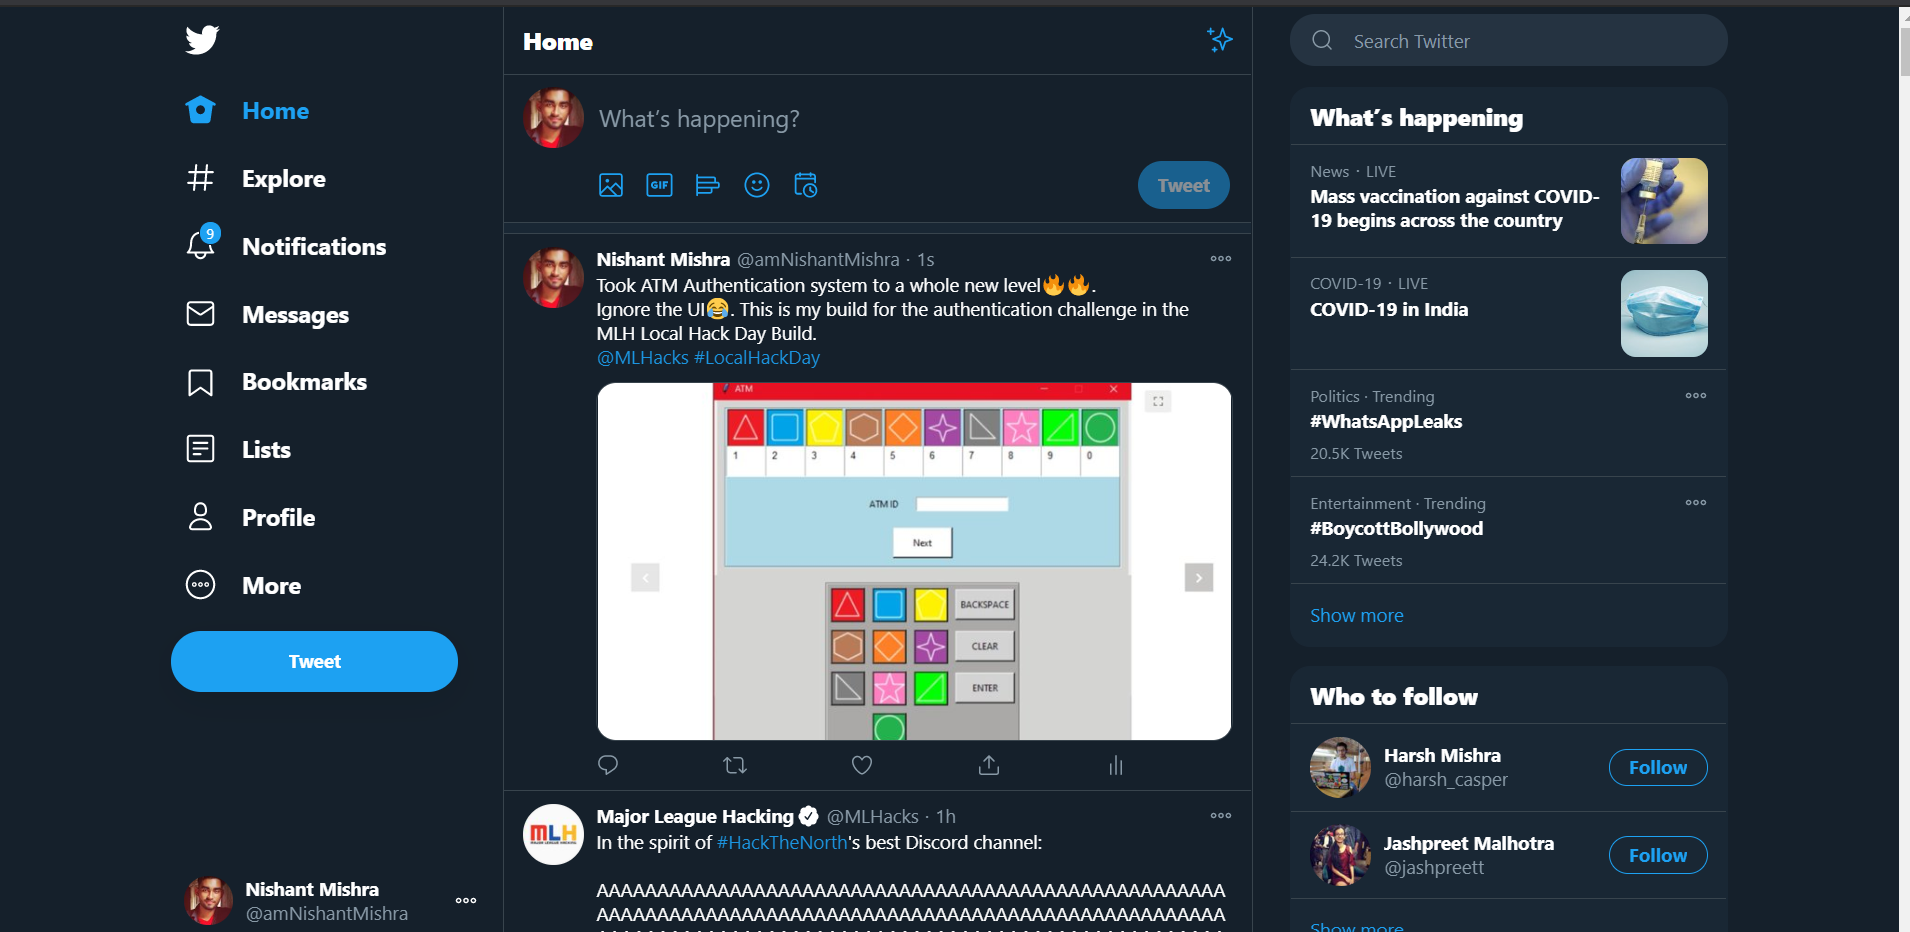 Home
Explore
9
Notifications
Messages
Bookmarks
Lists
Profile
More
Tweet
Nishant Mishra
@amNishantMishra
Home
What's happening?
GIF
Tweet
Nishant Mishra @amNishantMishra · 1s
Took ATM Authentication system to a whole new level🔥🔥.
Ignore the UI😂. This is my build for the authentication challenge in the
MLH Local Hack Day Build.
@MLHacks #LocalHackDay
ATM
1 2 3 4 5 6 7 8 9 0
ATM ID
Next
BACKSPACE
CLEAR
ENTER
Major League Hacking @MLHacks · 1h
MLH
MAJOR LEAGUE HACKING
In the spirit of #HackTheNorth's best Discord channel:
AAAAAAAAAAAAAAAAAAAAAAAAAAAAAAAAAAAAAAAAAAAAAAAAAAAA
AAAAAAAAAAAAAAAAAAAAAAAAAAAAAAAAAAAAAAAAAAAAAAAAAAAA
Search Twitter
What's happening
News · LIVE
Mass vaccination against COVID-
19 begins across the country
COVID-19 · LIVE
COVID-19 in India
Politics · Trending
#WhatsAppLeaks
20.5K Tweets
Entertainment · Trending
#BoycottBollywood
24.2K Tweets
Show more
Who to follow
Harsh Mishra
@harsh_casper
Follow
Jashpreet Malhotra
@jashpreett
Follow
Show more